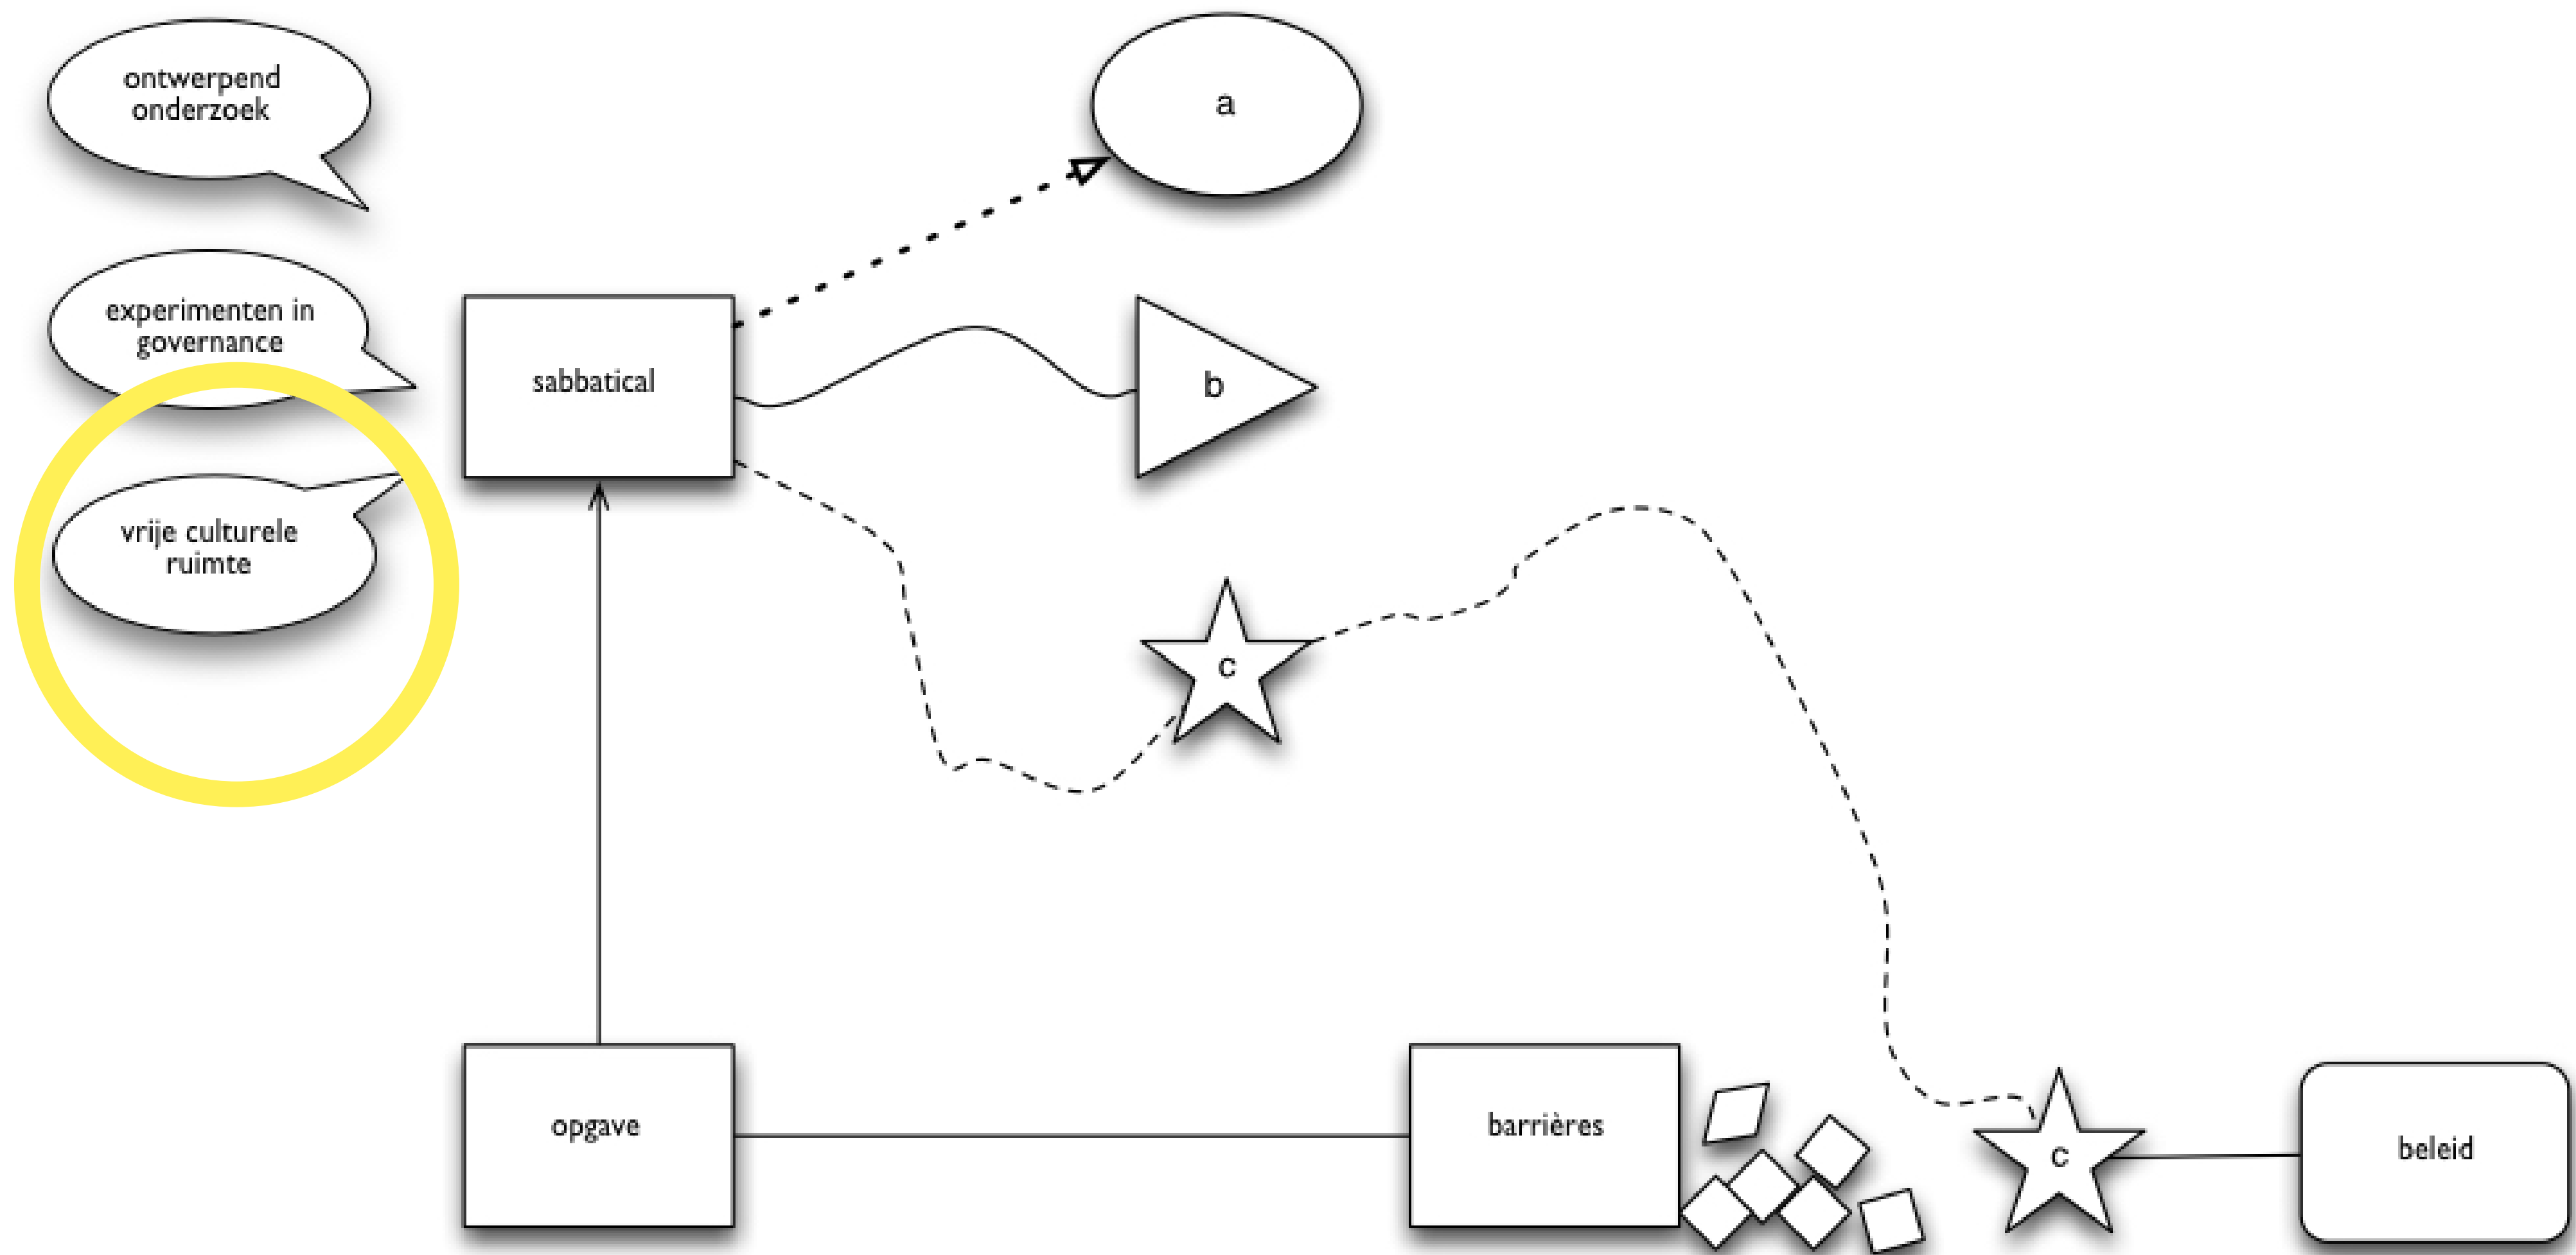 ontwerpend
onderzoek
a
experimenten in
governance
sabbatical
b
vrije culturele
ruimte
c
opgave
barrières
c
beleid